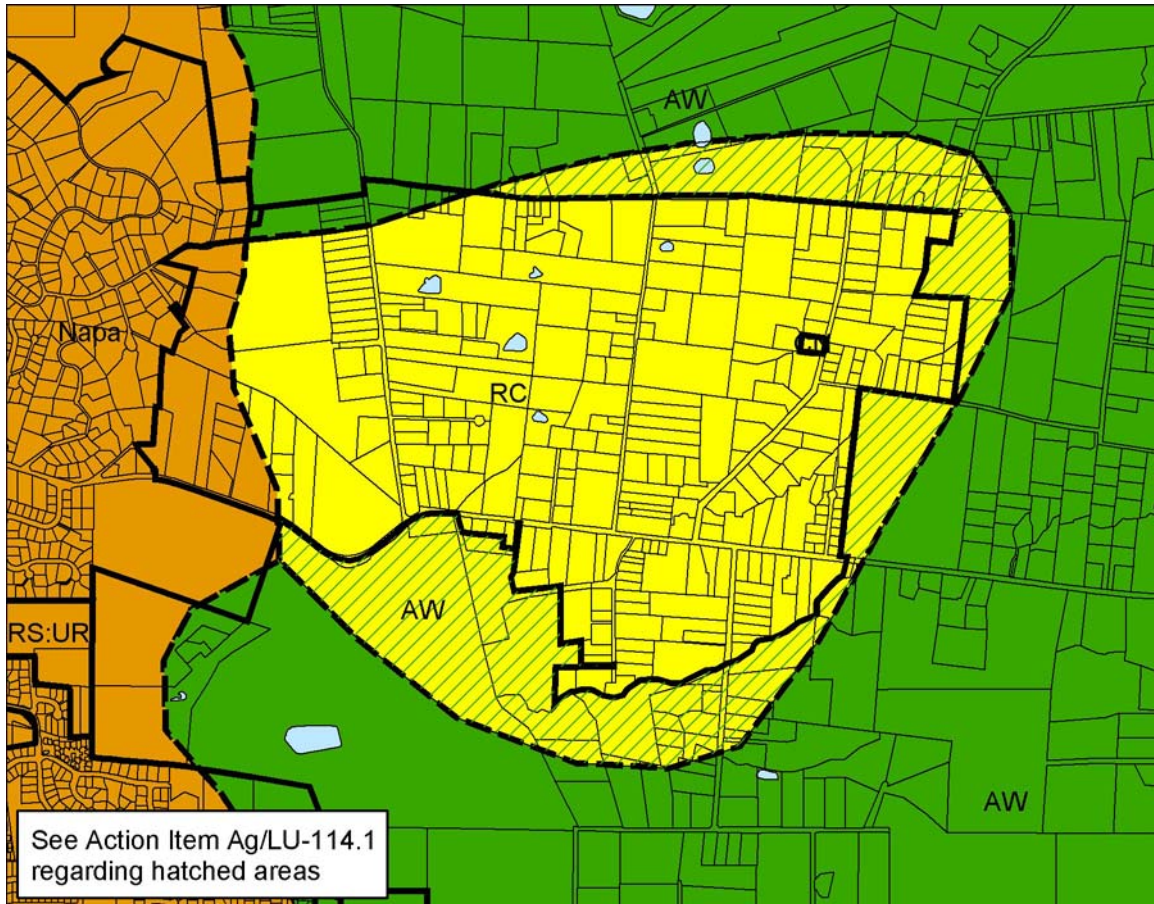 AW
Napa
RC
AW
RS:UR
AW
See Action Item Ag/LU-114.1
regarding hatched areas